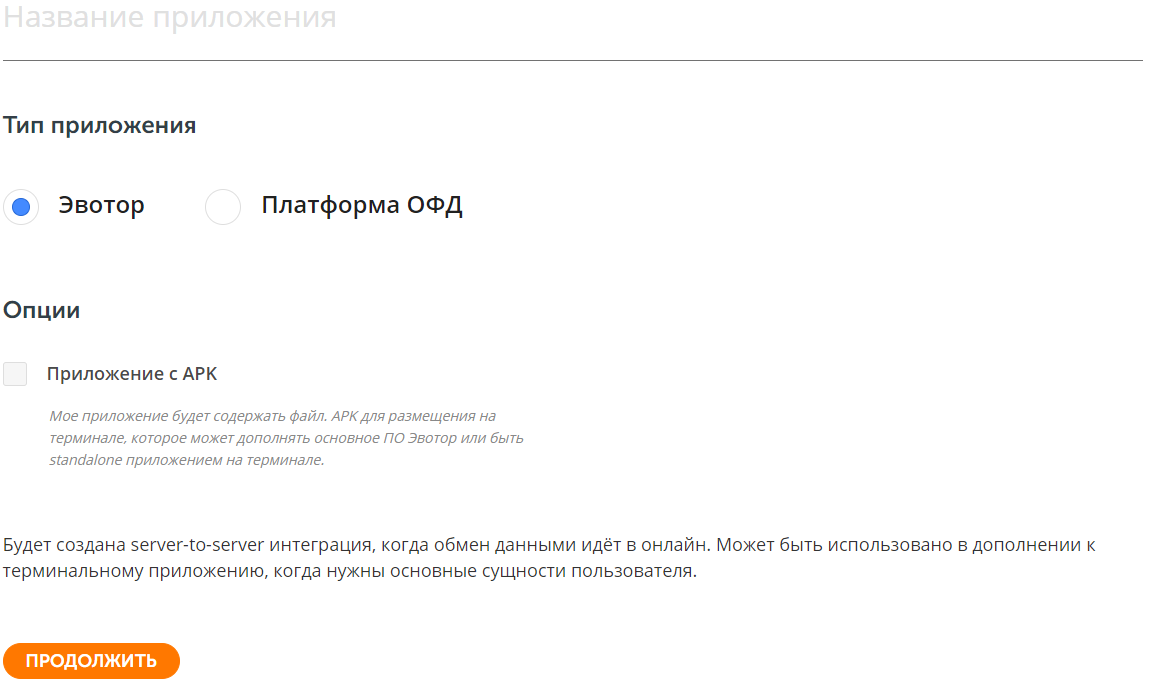 Название приложения
Тип приложения
Эвотор
Платформа ОФД
Опции
Приложение с APK
Мое приложение будет содержать файл. APK для размещения на
терминале, которое может дополнять основное ПО Эвотор или быть
standalone приложением на терминале.
Будет создана server-to-server интеграция, когда обмен данными идёт в онлайн. Может быть использовано в дополнении к
терминальному приложению, когда нужны основные сущности пользователя.
ПРОДОЛЖИТЬ